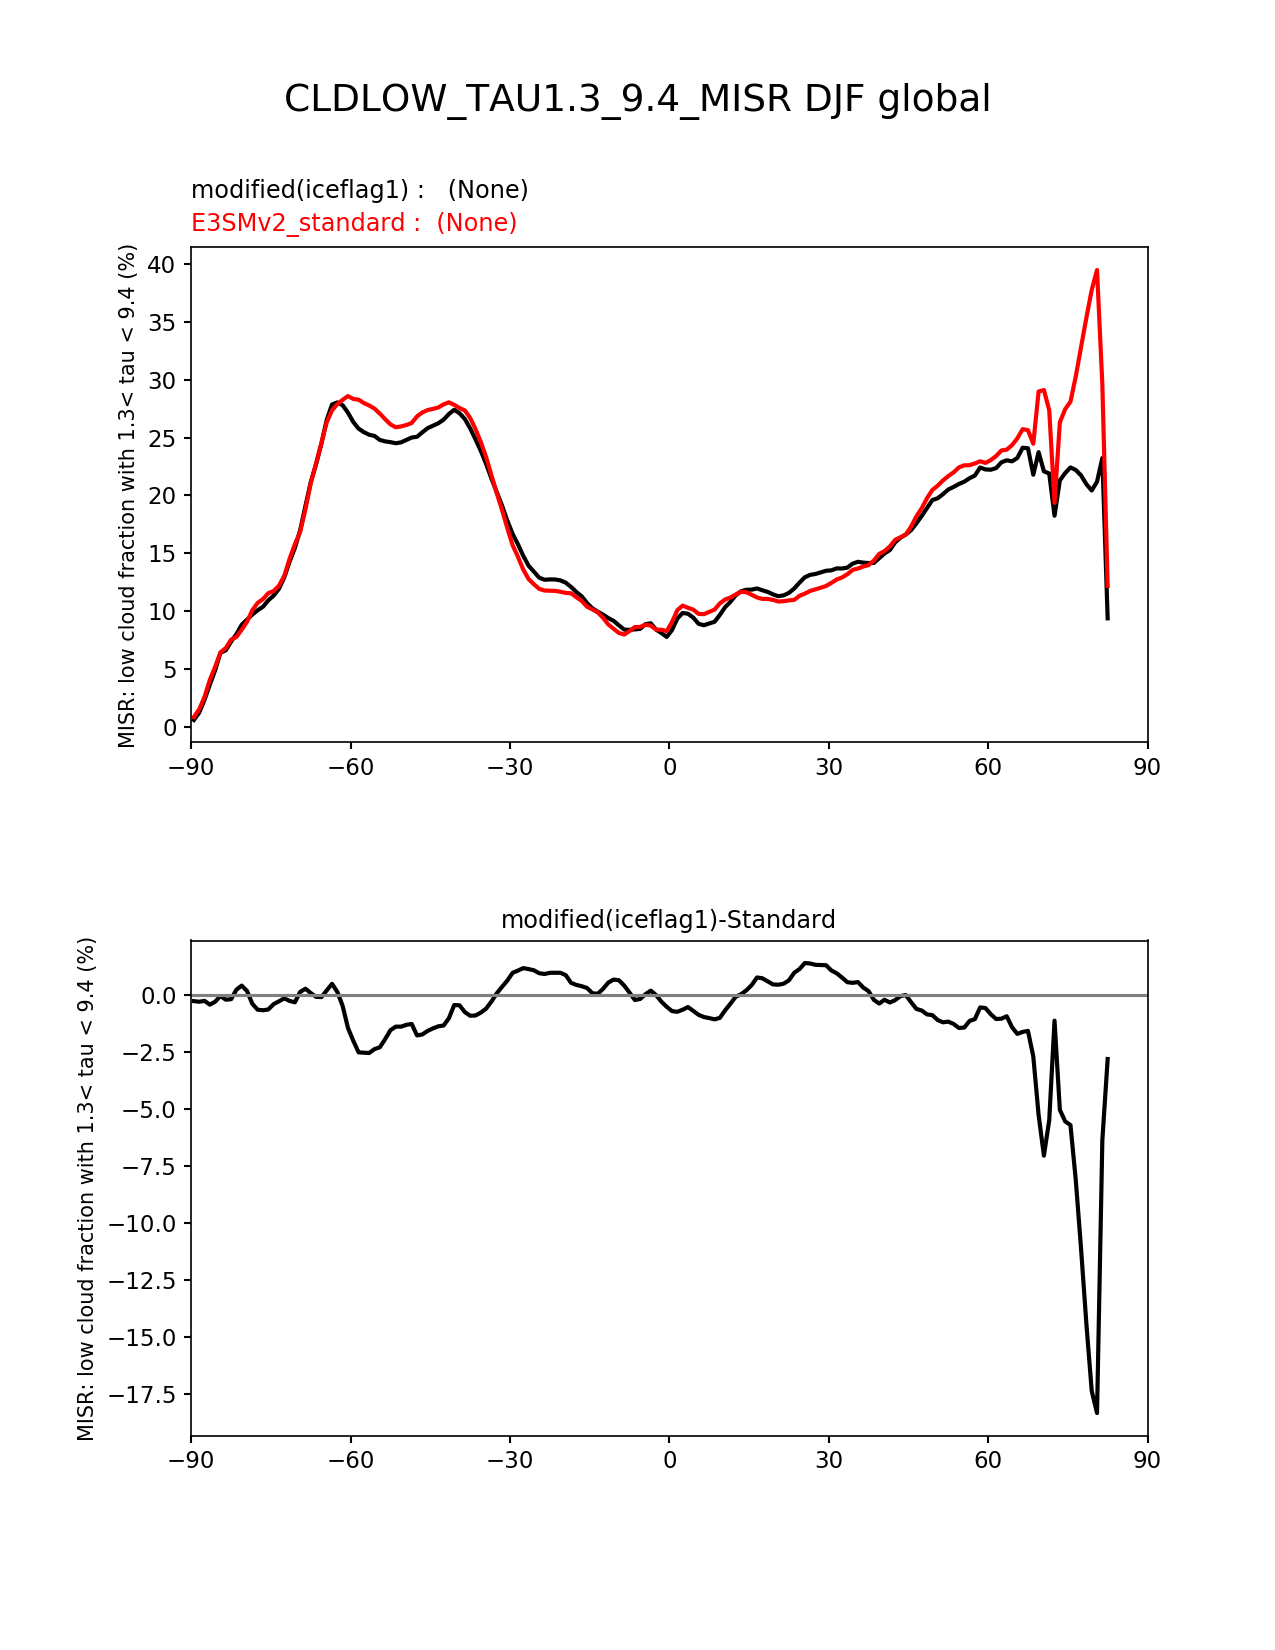 CLDLOW_TAU1.3_9.4_MISR DJF global
modified(iceflag1) :   (None)
E3SMv2_standard :  (None)
MISR: low cloud fraction with 1.3< tau < 9.4 (%)
40
35
30
25
20
15
10
5
0
−90 −60 −30 0 30 60 90
modified(iceflag1)-Standard
MISR: low cloud fraction with 1.3< tau < 9.4 (%)
0.0
−2.5
−5.0
−7.5
−10.0
−12.5
−15.0
−17.5
−90 −60 −30 0 30 60 90